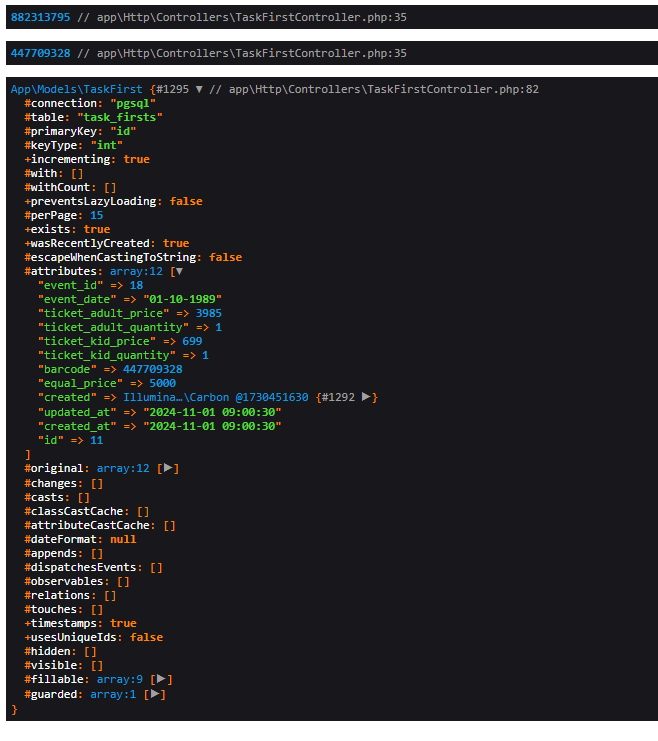 882313795 // app\Http\Controllers\TaskFirstController.php:35
447709328 // app\Http\Controllers\TaskFirstController.php:35
App\Models\TaskFirst {#1295 ▼ // app\Http\Controllers\TaskFirstController.php:82
#connection: "pgsql"
#table: "task_firsts"
#primaryKey: "id"
#keyType: "int"
+incrementing: true
#with: []
#withCount: []
+preventsLazyLoading: false
#perPage: 15
+exists: true
+wasRecentlyCreated: true
#escapeWhenCastingToString: false
#attributes: array:12 [▼
"event_id" => 18
"event_date" => "01-10-1989"
"ticket_adult_price" => 3985
"ticket_adult_quantity" => 1
"ticket_kid_price" => 699
"ticket_kid_quantity" => 1
"barcode" => 447709328
"equal_price" => 5000
"created" => Illumina…\Carbon @1730451630 {#1292 ▶}
"updated_at" => "2024-11-01 09:00:30"
"created_at" => "2024-11-01 09:00:30"
"id" => 11
]
#original: array:12 [▶]
#changes: []
#casts: []
#classCastCache: []
#attributeCastCache: []
#dateFormat: null
#appends: []
#dispatchesEvents: []
#observables: []
#relations: []
#touches: []
+timestamps: true
+usesUniqueIds: false
#hidden: []
#visible: []
#fillable: array:9 [▶]
#guarded: array:1 [▶]
}